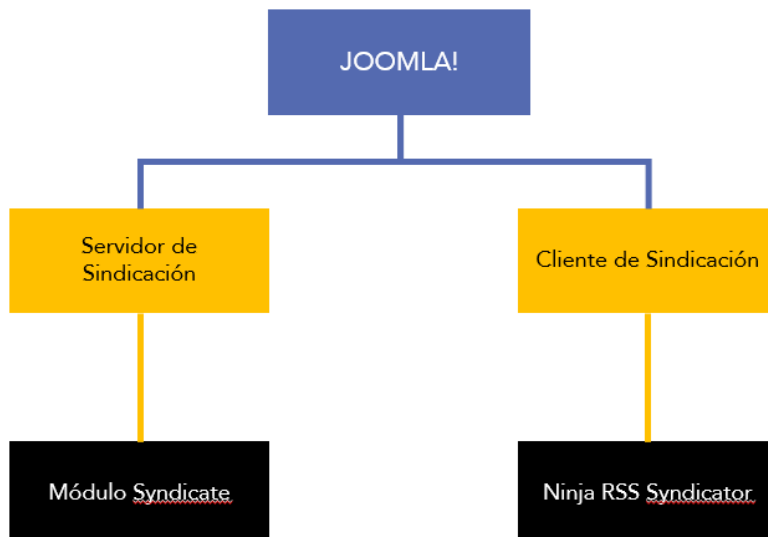 JOOMLA!
Servidor de
Sindicación
Cliente de Sindicación
Módulo Syndicate
Ninja RSS Syndicator